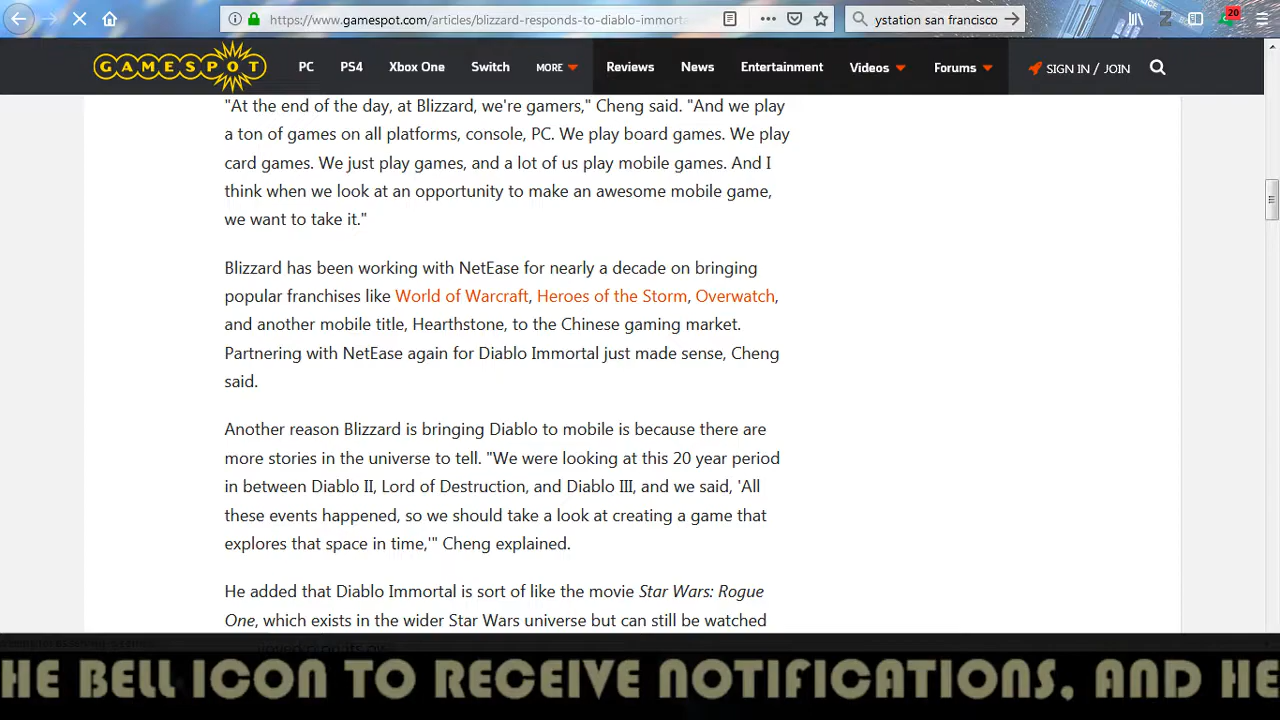 https://www.gamespot.com/articles/blizzard-responds-to-diablo-immorta
ystation san francisco
20
GAMESPOT
PC PS4 Xbox One Switch MORE Reviews News Entertainment Videos Forums SIGN IN / JOIN
"At the end of the day, at Blizzard, we're gamers," Cheng said. "And we play
a ton of games on all platforms, console, PC. We play board games. We play
card games. We just play games, and a lot of us play mobile games. And I
think when we look at an opportunity to make an awesome mobile game,
we want to take it."
Blizzard has been working with NetEase for nearly a decade on bringing
popular franchises like World of Warcraft, Heroes of the Storm, Overwatch,
and another mobile title, Hearthstone, to the Chinese gaming market.
Partnering with NetEase again for Diablo Immortal just made sense, Cheng
said.
Another reason Blizzard is bringing Diablo to mobile is because there are
more stories in the universe to tell. "We were looking at this 20 year period
in between Diablo II, Lord of Destruction, and Diablo III, and we said, 'All
these events happened, so we should take a look at creating a game that
explores that space in time,'" Cheng explained.
He added that Diablo Immortal is sort of like the movie Star Wars: Rogue
One, which exists in the wider Star Wars universe but can still be watched
HE BELL ICON TO RECEIVE NOTIFICATIONS, AND HE